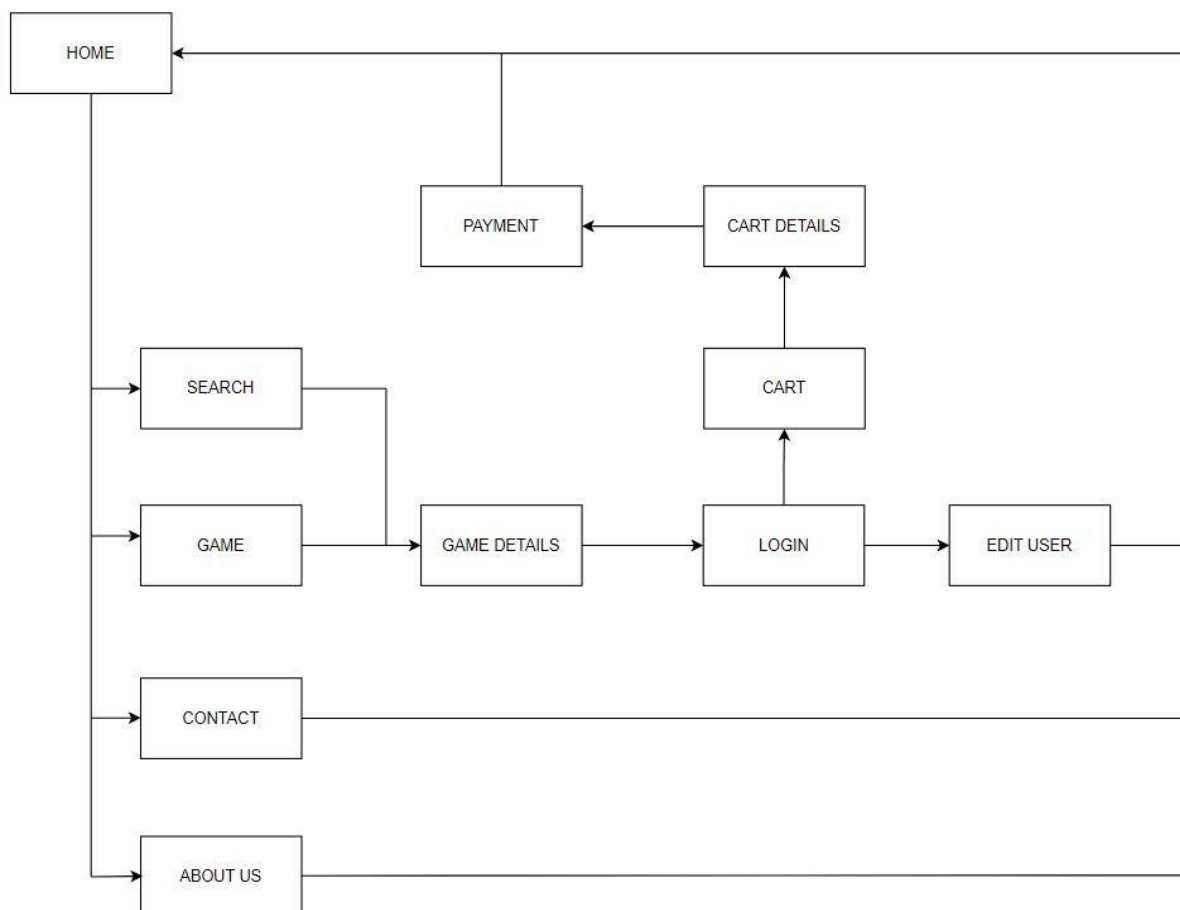 HOME
PAYMENT
CART DETAILS
SEARCH
CART
GAME
GAME DETAILS
LOGIN
EDIT USER
CONTACT
ABOUT US